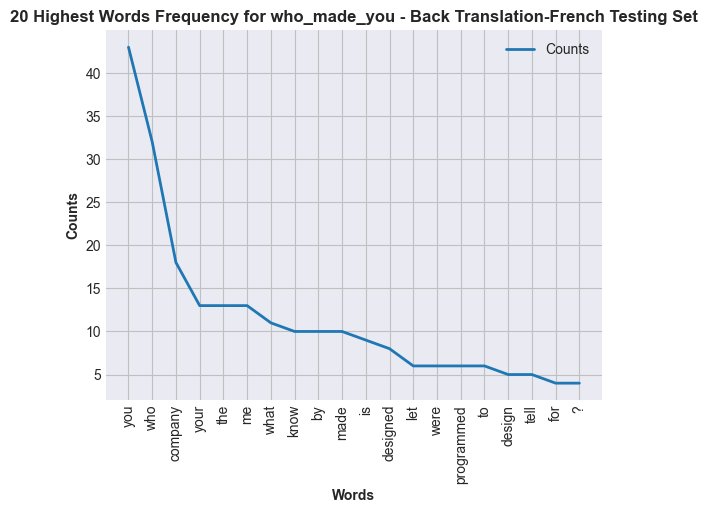 20 Highest Words Frequency for who_made_you - Back Translation-French Testing Set
Counts
Counts
40
35
30
25
20
15
10
5
you
who
company
your
the
me
what
know
by
made
is
designed
let
were
programmed
to
design
tell
for
?
Words